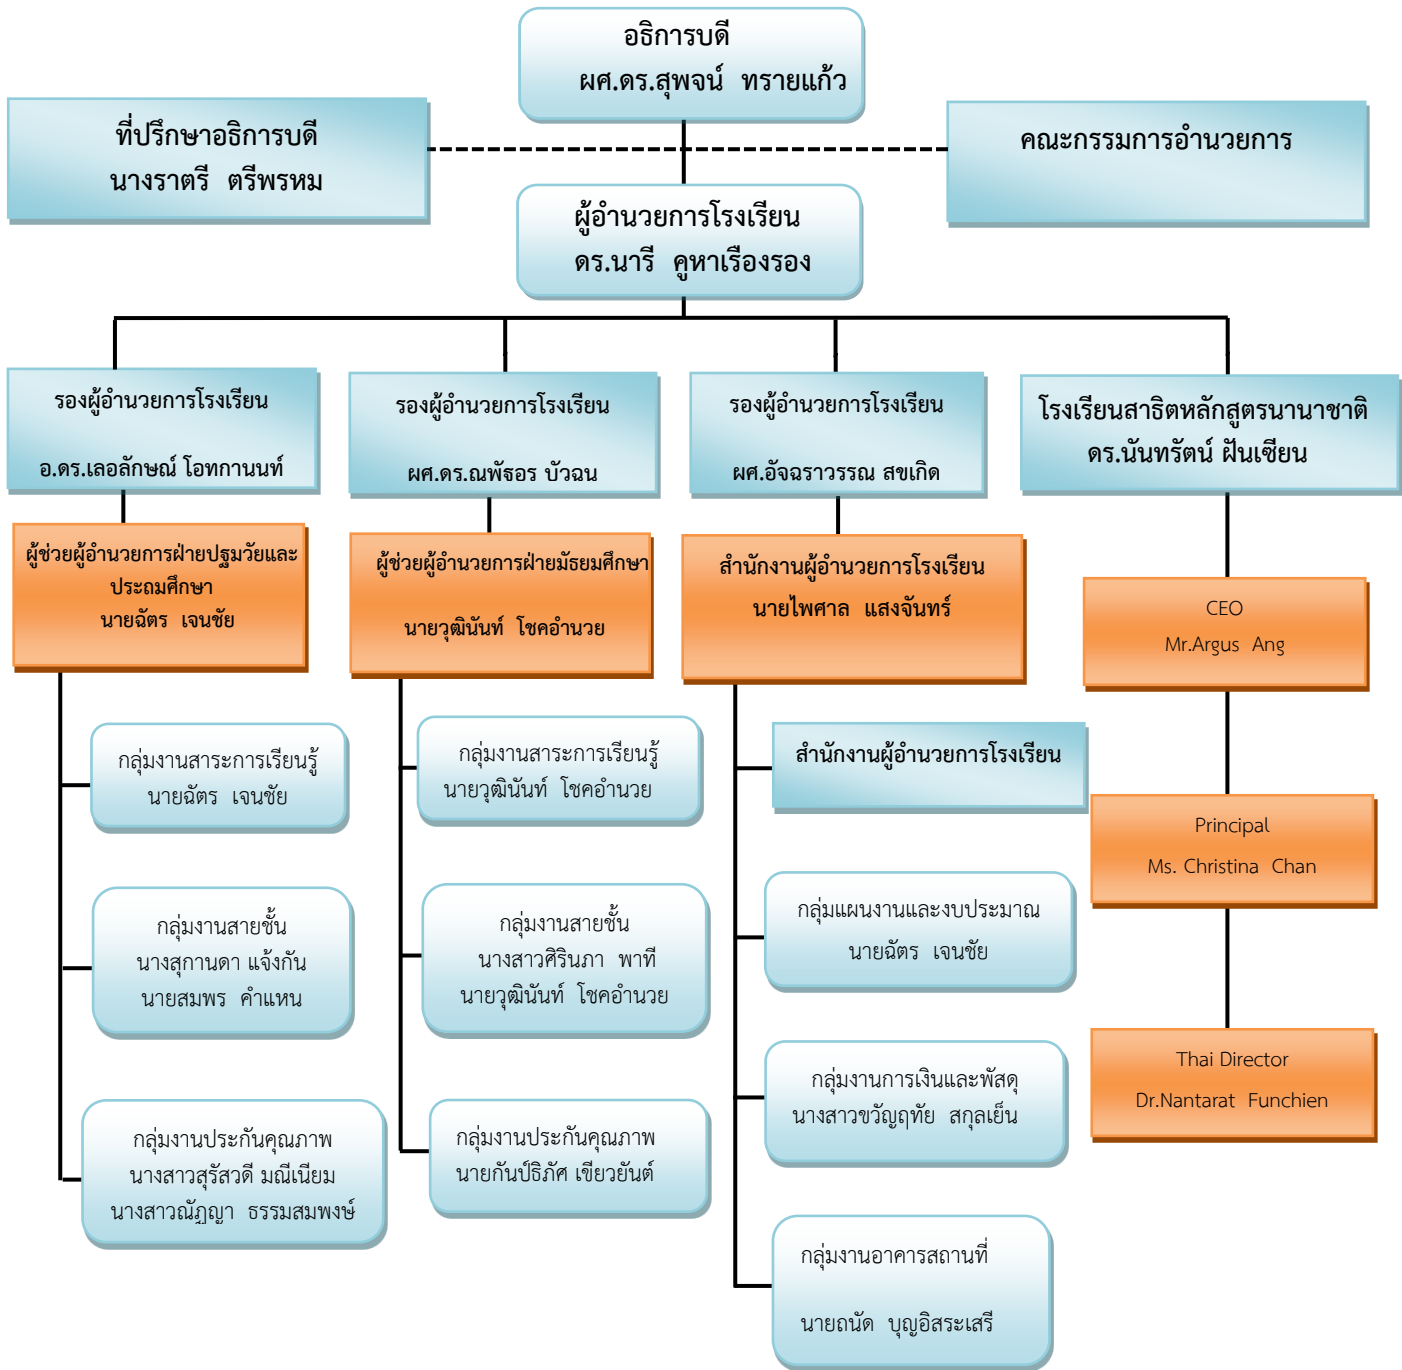 อธิการบดี
ผศ.ดร.สุพจน์ ทรายแก้ว
ที่ปรึกษาอธิการบดี
นางราตรี ตรีพรหม
คณะกรรมการอำนวยการ
ผู้อำนวยการโรงเรียน
ดร.นารี คูหาเรืองรอง
รองผู้อำนวยการโรงเรียน
อ.ดร.เลอลักษณ์ โอทกานนท์
รองผู้อำนวยการโรงเรียน
ผศ.ดร.ณพัธอร บัวฉน
รองผู้อำนวยการโรงเรียน
ผศ.อัจฉราวรรณ สขเกิด
โรงเรียนสาธิตหลักสูตรนานาชาติ
ดร.นันทรัตน์ ฝันเซียน
ผู้ช่วยผู้อำนวยการฝ่ายปฐมวัยและ
ประถมศึกษา
นายฉัตร เจนชัย
ผู้ช่วยผู้อำนวยการฝ่ายมัธยมศึกษา
นายวุฒินันท์ โชคอำนวย
สำนักงานผู้อำนวยการโรงเรียน
นายไพศาล แสงจันทร์
CEO
Mr.Argus Ang
กลุ่มงานสาระการเรียนรู้
นายฉัตร เจนชัย
กลุ่มงานสาระการเรียนรู้
นายวุฒินันท์ โชคอำนวย
สำนักงานผู้อำนวยการโรงเรียน
Principal
Ms. Christina Chan
กลุ่มงานสายชั้น
นางสุกานดา แจ้งกัน
นายสมพร คำแหน
กลุ่มงานสายชั้น
นางสาวศิรินภา พาที
นายวุฒินันท์ โชคอำนวย
กลุ่มแผนงานและงบประมาณ
นายฉัตร เจนชัย
กลุ่มงานการเงินและพัสดุ
นางสาวขวัญฤทัย สกุลเย็น
Thai Director
Dr.Nantarat Funchien
กลุ่มงานประกันคุณภาพ
นางสาวสุรัสวดี มณีเนียม
นางสาวณัฏญา ธรรมสมพงษ์
กลุ่มงานประกันคุณภาพ
นายกันป์ธิภัศ เขียวยันต์
กลุ่มงานอาคารสถานที่
นายถนัด บุญอิสระเสรี